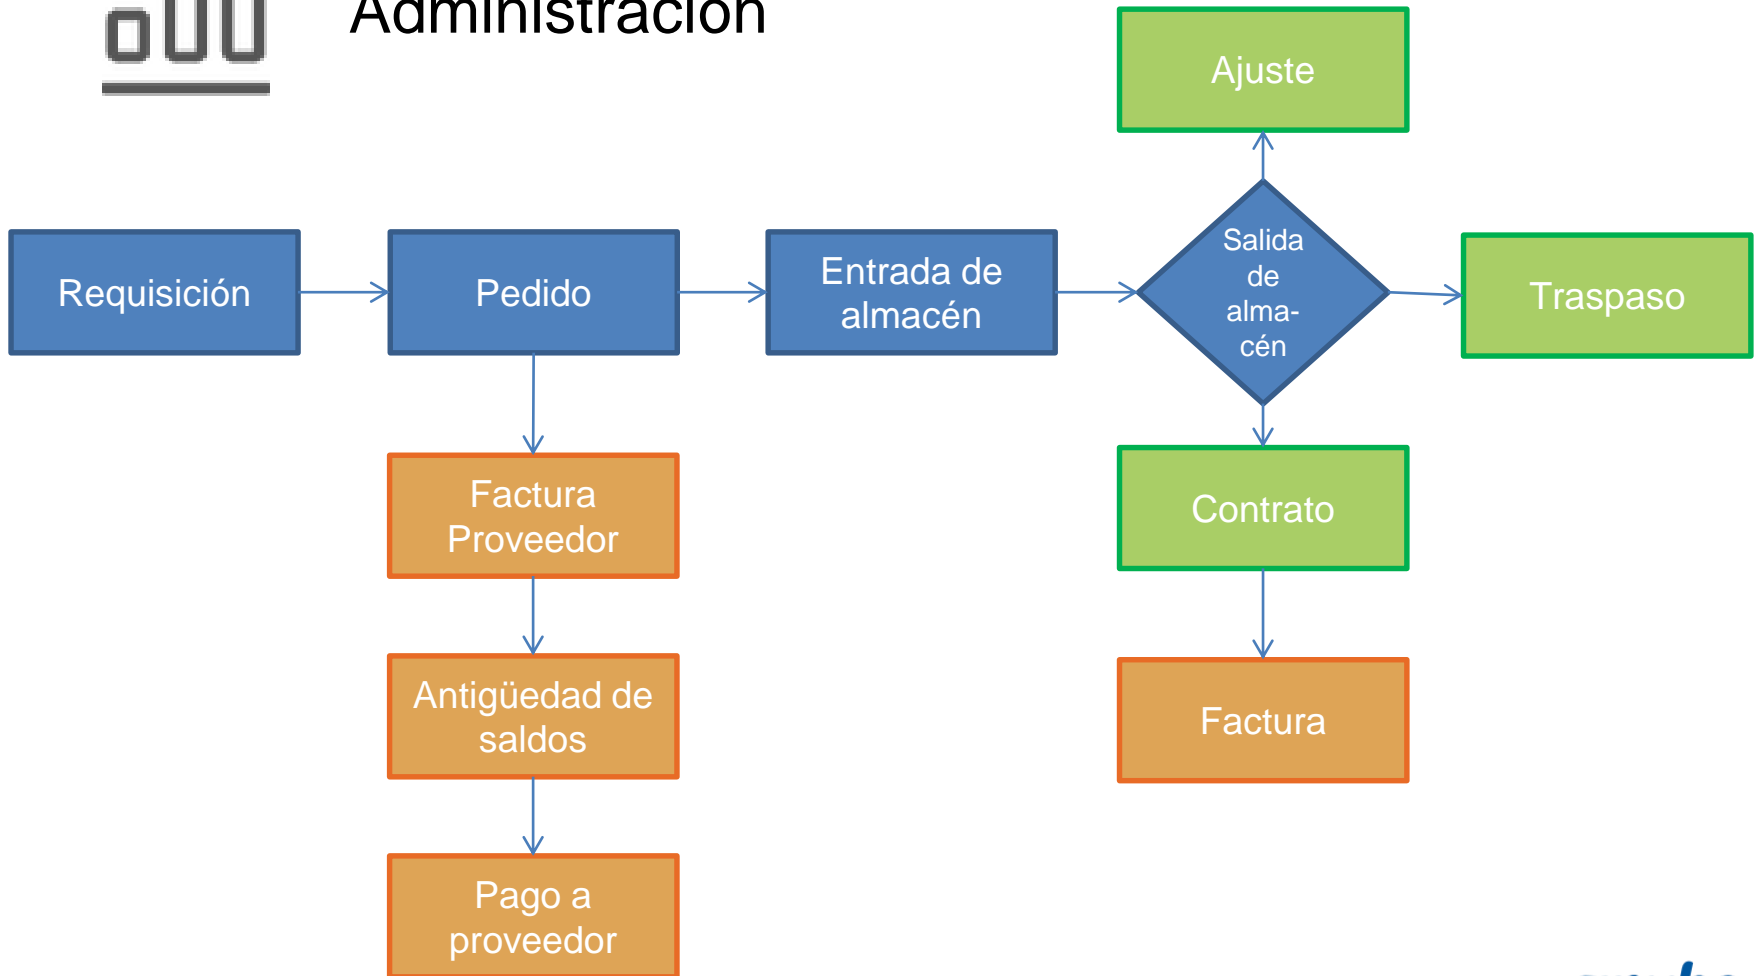 Administración
Ajuste
Requisición
Pedido
Entrada de
almacén
Salida
de
alma-
cén
Traspaso
Factura
Proveedor
Contrato
Antigüedad de
saldos
Factura
Pago a
proveedor